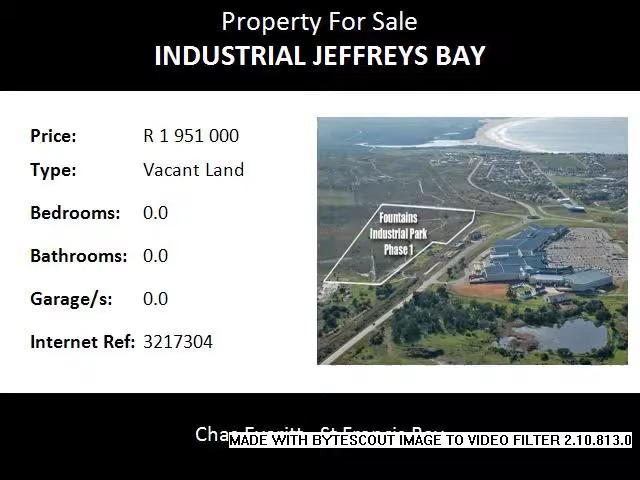 Property For Sale
INDUSTRIAL JEFFREYS BAY
Price: R 1 951 000
Type: Vacant Land
Bedrooms: 0.0
Bathrooms: 0.0
Garage/s: 0.0
Internet Ref: 3217304
Fountains
Industrial Park
Phase 1
MADE WITH BYTESCOUT IMAGE TO VIDEO FILTER 2.10.813.0